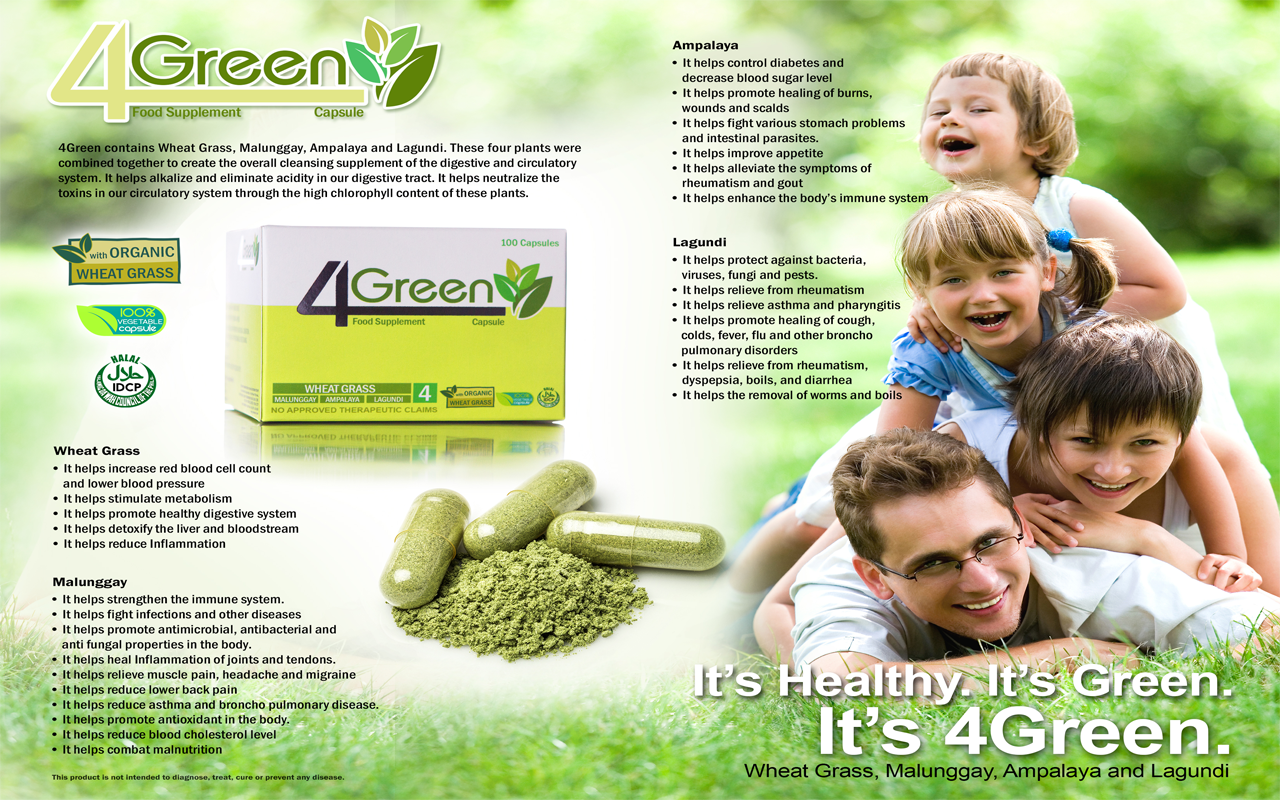 4Green
Food Supplement Capsule
4Green contains Wheat Grass, Malunggay, Ampalaya and Lagundi. These four plants were
combined together to create the overall cleansing supplement of the digestive and circulatory
system. It helps alkalize and eliminate acidity in our digestive tract. It helps neutralize the
toxins in our circulatory system through the high chlorophyll content of these plants.
with ORGANIC
WHEAT GRASS
100%
VEGETABLE
capsule
HALAL
حلال
IDCP
100 Capsules
4Green
Food Supplement Capsule
WHEAT GRASS 4
MALUNGGAY AMPALAYA LAGUNDI
with ORGANIC
WHEAT GRASS
NO APPROVED THERAPEUTIC CLAIMS
Wheat Grass
• It helps increase red blood cell count
and lower blood pressure
• It helps stimulate metabolism
• It helps promote healthy digestive system
• It helps detoxify the liver and bloodstream
• It helps reduce Inflammation
Malunggay
• It helps strengthen the immune system.
• It helps fight infections and other diseases
• It helps promote antimicrobial, antibacterial and
anti fungal properties in the body.
• It helps heal Inflammation of joints and tendons.
• It helps relieve muscle pain, headache and migraine
• It helps reduce lower back pain
• It helps reduce asthma and broncho pulmonary disease.
• It helps promote antioxidant in the body.
• It helps reduce blood cholesterol level
• It helps combat malnutrition
This product is not intended to diagnose, treat, cure or prevent any disease.
Ampalaya
• It helps control diabetes and
decrease blood sugar level
• It helps promote healing of burns,
wounds and scalds
• It helps fight various stomach problems
and intestinal parasites.
• It helps improve appetite
• It helps alleviate the symptoms of
rheumatism and gout
• It helps enhance the body's immune system
Lagundi
• It helps protect against bacteria,
viruses, fungi and pests.
• It helps relieve from rheumatism
• It helps relieve asthma and pharyngitis
• It helps promote healing of cough,
colds, fever, flu and other broncho
pulmonary disorders
• It helps relieve from rheumatism,
dyspepsia, boils, and diarrhea
• It helps the removal of worms and boils
It's Healthy. It's Green.
It's 4Green.
Wheat Grass, Malunggay, Ampalaya and Lagundi